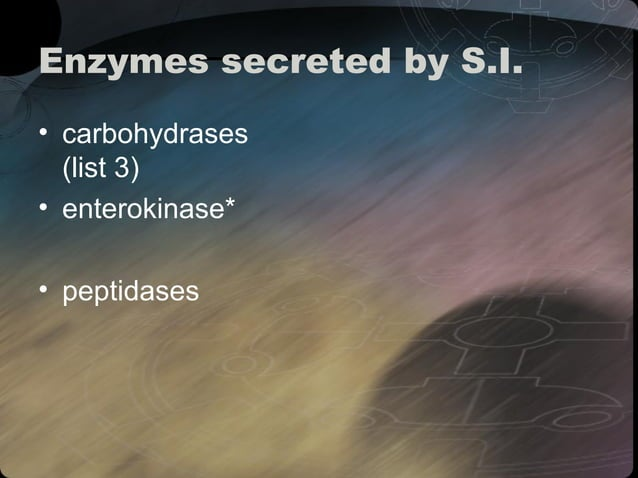 Enzymes secreted by S.I.
• carbohydrases
(list 3)
• enterokinase*
• peptidases